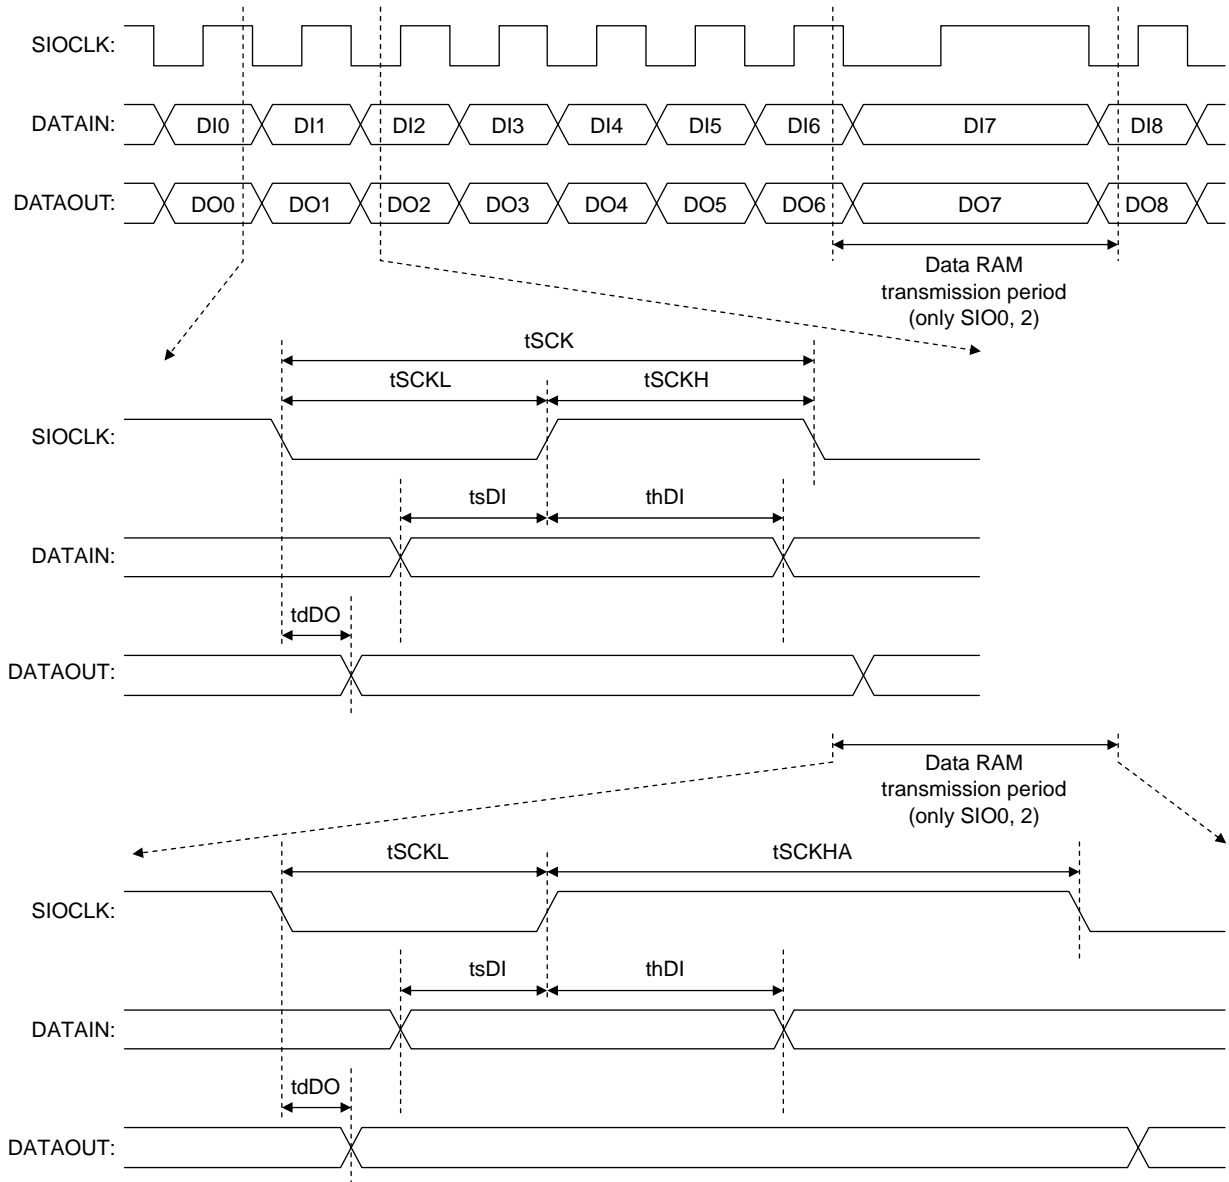 SIOCLK:
DATAIN: DI0 DI1 DI2 DI3 DI4 DI5 DI6 DI7 DI8
DATAOUT: DO0 DO1 DO2 DO3 DO4 DO5 DO6 DO7 DO8
Data RAM
transmission period
(only SIO0, 2)
tSCK
tSCKL tSCKH
SIOCLK:
tsDI thDI
DATAIN:
tdDO
DATAOUT:
Data RAM
transmission period
(only SIO0, 2)
tSCKL tSCKHA
SIOCLK:
tsDI thDI
DATAIN:
tdDO
DATAOUT: